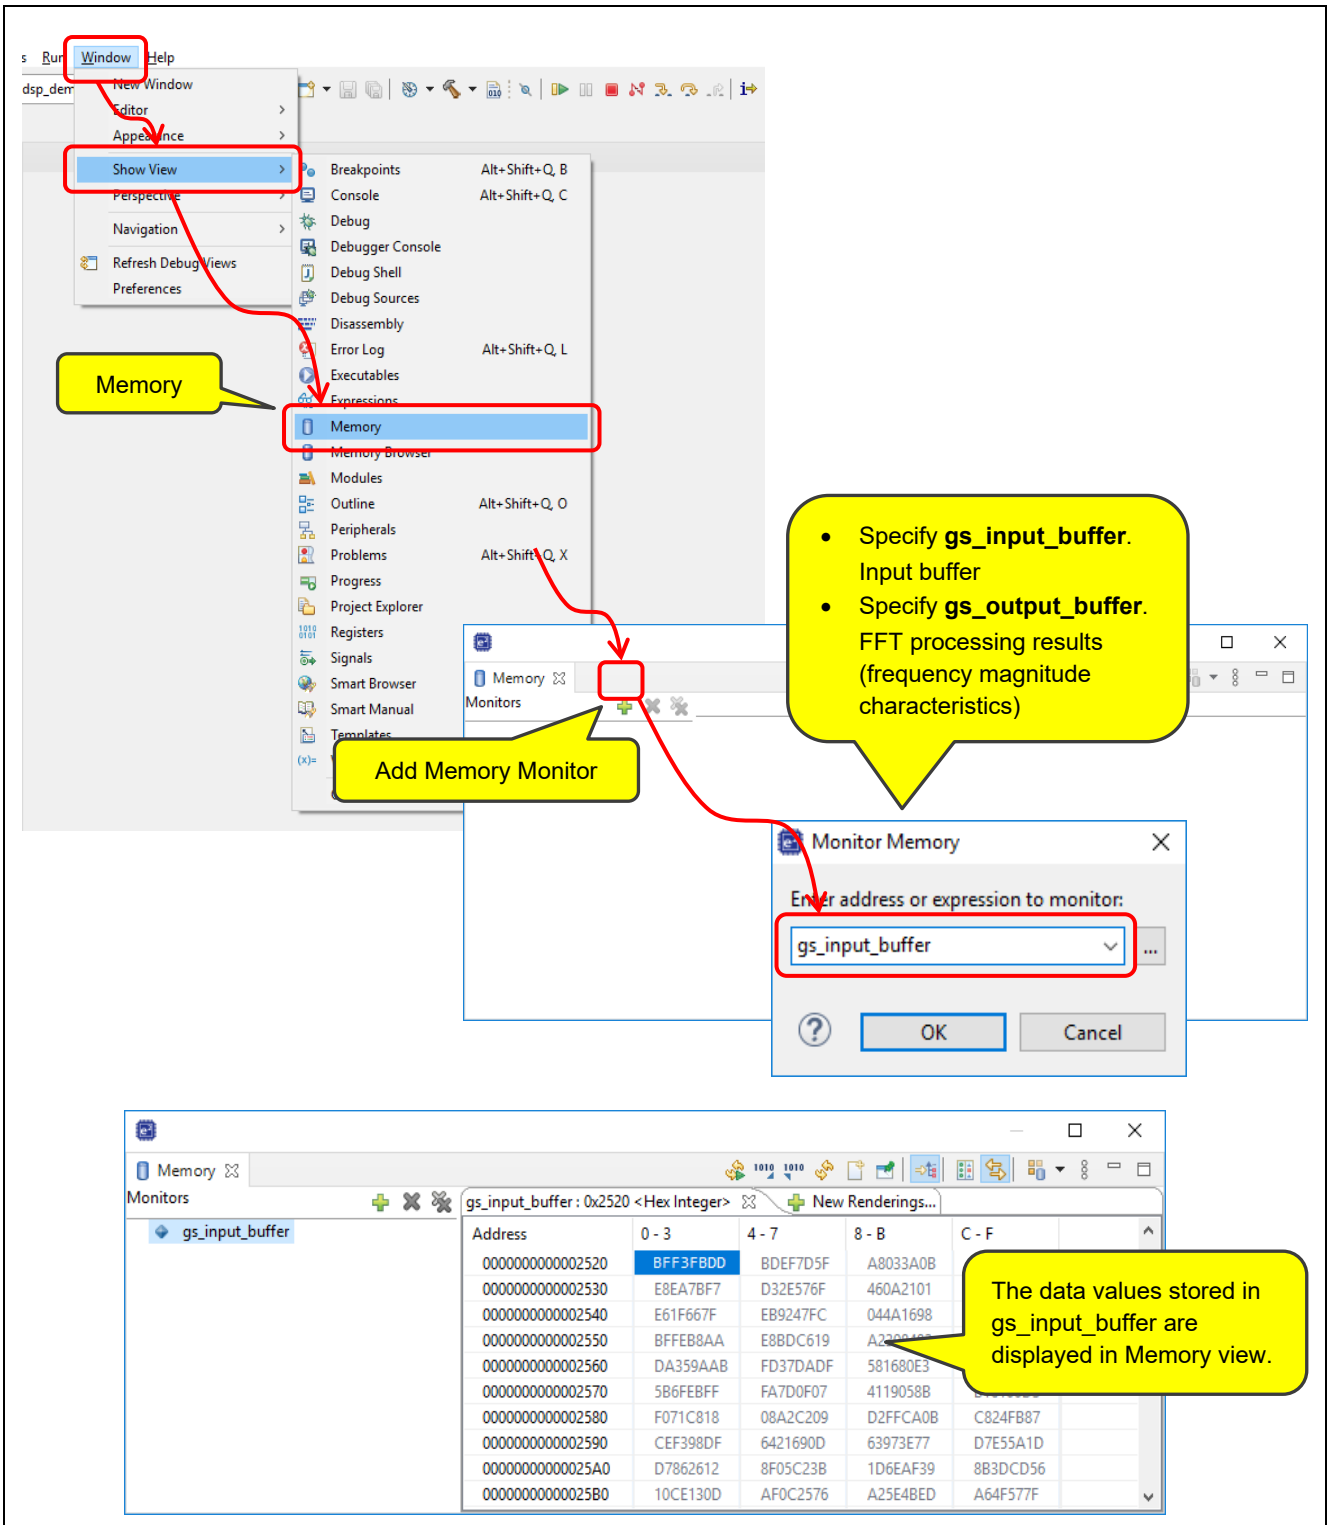 s Run Window Help
dsp_dem
New Window
Editor
Appearance
Show View
Perspective
Navigation
Refresh Debug Views
Preferences
Breakpoints Alt+Shift+Q, B
Console Alt+Shift+Q, C
Debug
Debugger Console
Debug Shell
Debug Sources
Disassembly
Error Log Alt+Shift+Q, L
Executables
Expressions
Memory
Memory Browser
Modules
Outline Alt+Shift+Q, O
Peripherals
Problems Alt+Shift+Q, X
Progress
Project Explorer
Registers
Signals
Smart Browser
Smart Manual
Templates
(x)=
Memory
• Specify gs_input_buffer.
Input buffer
• Specify gs_output_buffer.
FFT processing results
(frequency magnitude
characteristics)
Memory
Monitors
Add Memory Monitor
Monitor Memory
Enter address or expression to monitor:
gs_input_buffer
...
OK Cancel
Memory
Monitors
gs_input_buffer
gs_input_buffer : 0x2520 <Hex Integer> New Renderings...
Address 0 - 3 4 - 7 8 - B C - F
0000000000002520 BFF3FBDD BDEF7D5F A8033A0B
0000000000002530 E8EA7BF7 D32E576F 460A2101
0000000000002540 E61F667F EB9247FC 044A1698
0000000000002550 BFFEB8AA E8BDC619
0000000000002560 DA359AAB FD37DADF 581680E3
0000000000002570 5B6FEBFF FA7D0F07 4119058B
0000000000002580 F071C818 08A2C209 D2FFCA0B C824FB87
0000000000002590 CEF398DF 6421690D 63973E77 D7E55A1D
00000000000025A0 D7862612 8F05C23B 1D6EAF39 8B3DCD56
00000000000025B0 10CE130D AF0C2576 A25E4BED A64F577F
The data values stored in
gs_input_buffer are
displayed in Memory view.